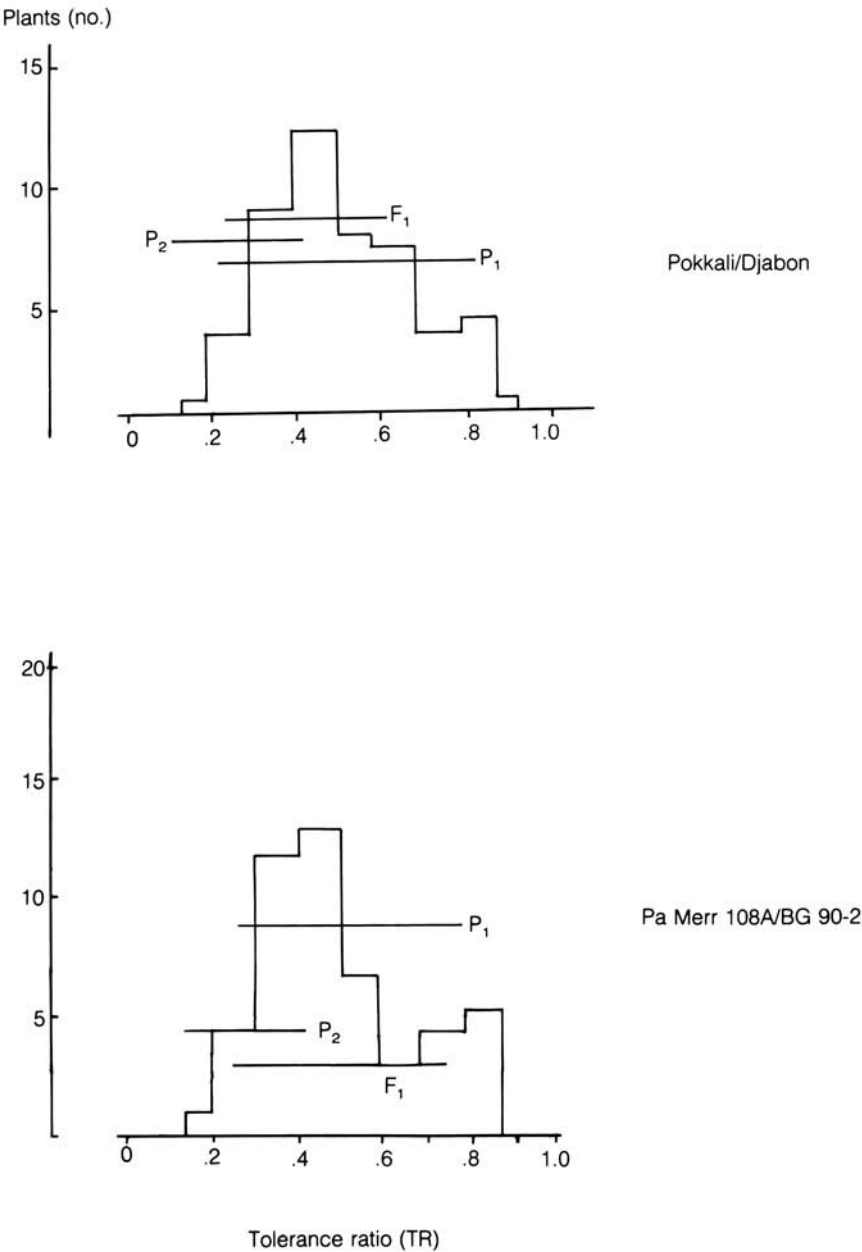 Plants (no.)
15
10
5
F₁
P₂
P₁
Pokkali/Djabon
0 .2 .4 .6 .8 1.0
20
15
10
5
P₁
Pa Merr 108A/BG 90-2
P₂
F₁
0 .2 .4 .6 .8 1.0
Tolerance ratio (TR)